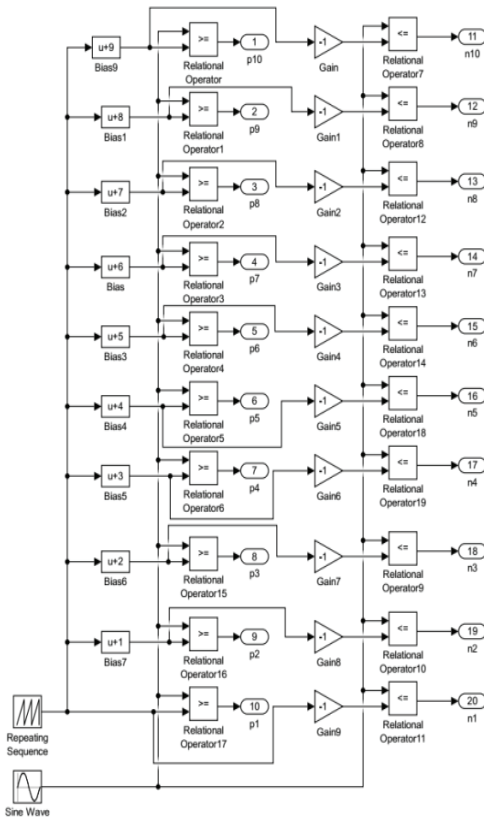 u+9
Bias9
>=
Relational
Operator
1
p10
-1
Gain
<=
Relational
Operator7
11
n10
u+8
Bias1
>=
Relational
Operator1
2
p9
-1
Gain1
<=
Relational
Operator8
12
n9
u+7
Bias2
>=
Relational
Operator2
3
p8
-1
Gain2
<=
Relational
Operator12
13
n8
u+6
Bias
>=
Relational
Operator3
4
p7
-1
Gain3
<=
Relational
Operator13
14
n7
u+5
Bias3
>=
Relational
Operator4
5
p6
-1
Gain4
<=
Relational
Operator14
15
n6
u+4
Bias4
>=
Relational
Operator5
6
p5
-1
Gain5
<=
Relational
Operator18
16
n5
u+3
Bias5
>=
Relational
Operator6
7
p4
-1
Gain6
<=
Relational
Operator19
17
n4
u+2
Bias6
>=
Relational
Operator15
8
p3
-1
Gain7
<=
Relational
Operator9
18
n3
u+1
Bias7
>=
Relational
Operator16
9
p2
-1
Gain8
<=
Relational
Operator10
19
n2
Repeating
Sequence
>=
Relational
Operator17
10
p1
-1
Gain9
<=
Relational
Operator11
20
n1
Sine Wave